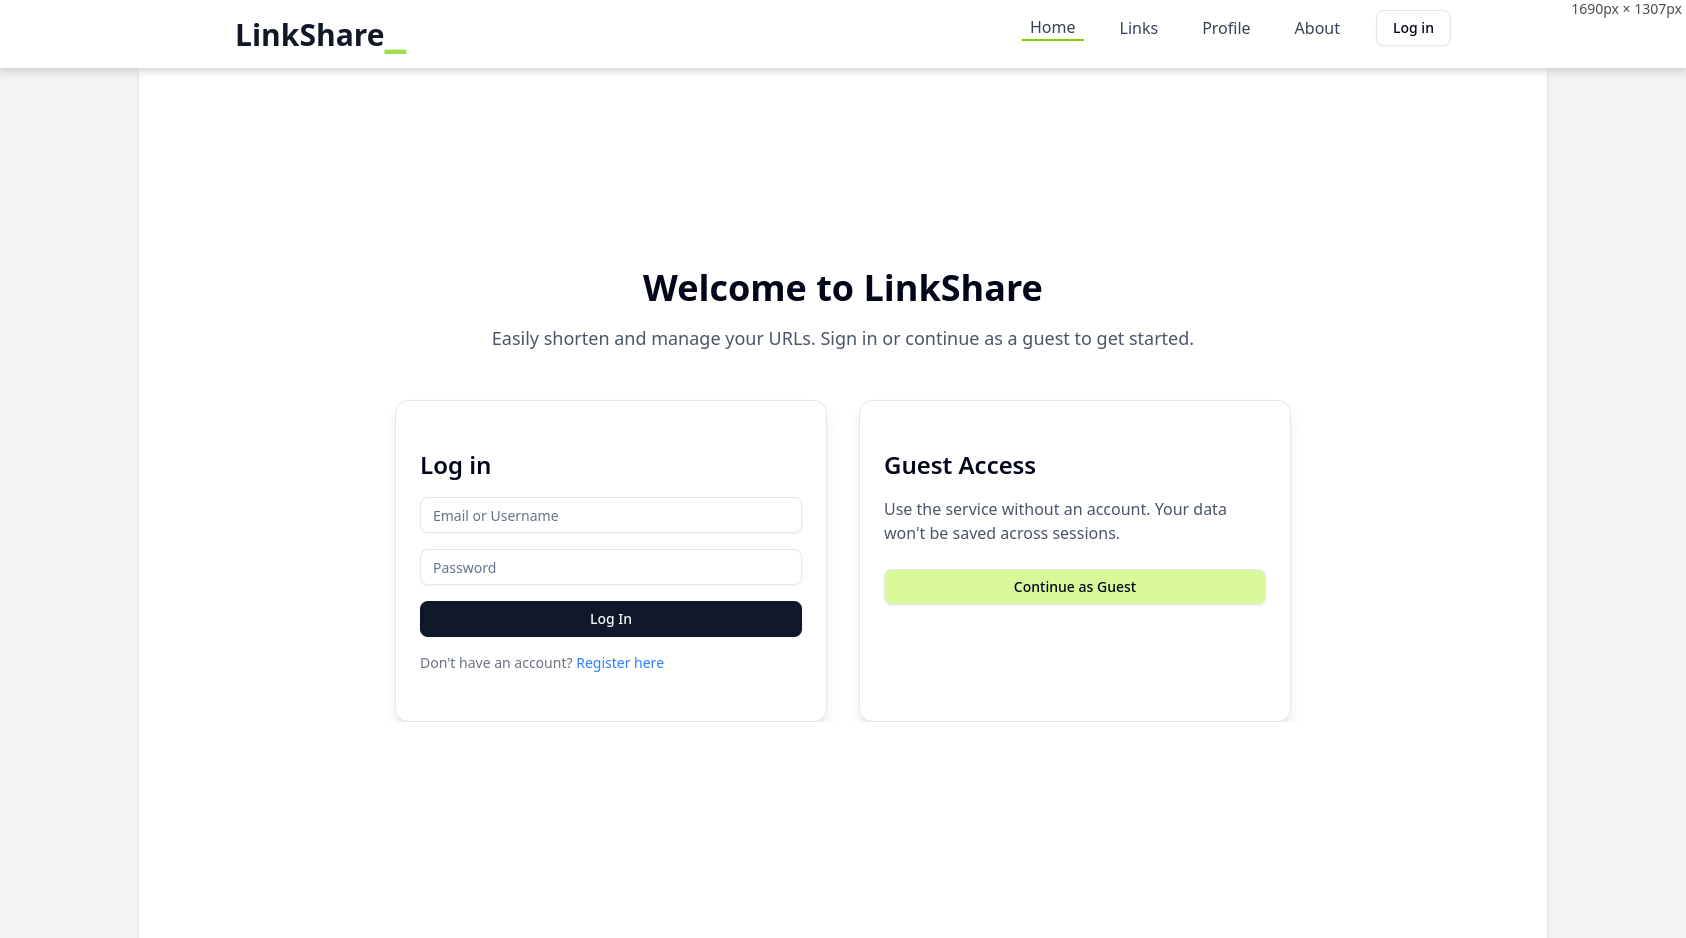 1690px × 1307px
LinkShare_
Home Links Profile About Log in
Welcome to LinkShare
Easily shorten and manage your URLs. Sign in or continue as a guest to get started.
Log in
Email or Username
Password
Log In
Don't have an account? Register here
Guest Access
Use the service without an account. Your data
won't be saved across sessions.
Continue as Guest